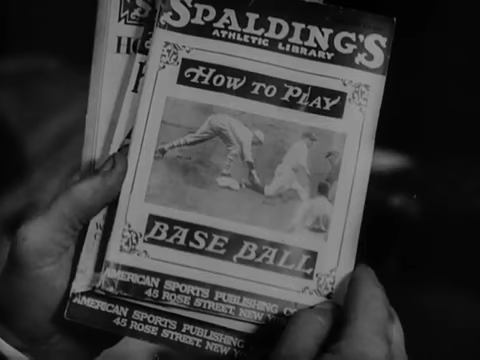 SPALDING'S
ATHLETIC LIBRARY
HOW TO PLAY
BASE BALL
AMERICAN SPORTS PUBLISHING
45 ROSE STREET, NEW
AMERICAN SPORTS PUBLISHING
45 ROSE STREET, NEW